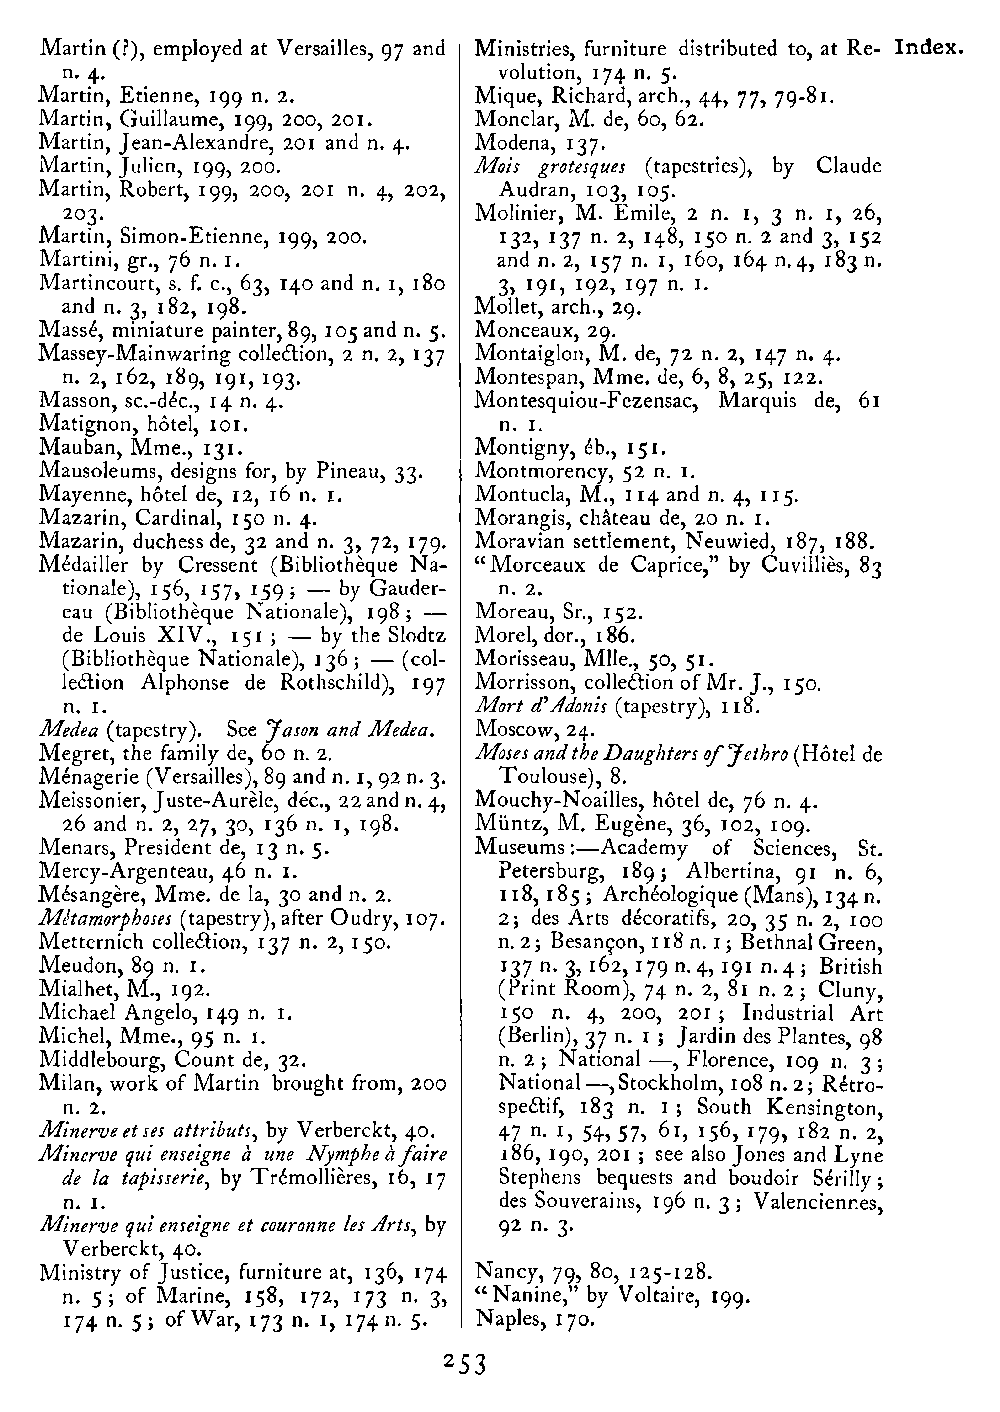 Index.
Martin (?), employed at Versailles, 97 and
n. 4.
Martin, Etienne, 199 n. 2.
Martin, Guillaume, 199, 200, 201.
Martin, Jean-Alexandre, 201 and n. 4.
Martin, Julien, 199, 200.
Martin, Robert, 199, 200, 201 n. 4, 202,
203.
Martin, Simon-Etienne, 199, 200.
Martini, gr., 76 n. 1.
Martincourt, s. f. c., 63, 140 and n. 1, 180
and n. 3, 182, 198.
Massé, miniature painter, 89, 105 and n. 5.
Massey-Mainwaring collection, 2 n. 2, 137
n. 2, 162, 189, 191, 193.
Masson, sc.-déc., 14 n. 4.
Matignon, hôtel, 101.
Mauban, Mme., 131.
Mausoleums, designs for, by Pineau, 33.
Mayenne, hôtel de, 12, 16 n. 1.
Mazarin, Cardinal, 150 n. 4.
Mazarin, duchess de, 32 and n. 3, 72, 179.
Médailler by Cressent (Bibliothèque Na-
tionale), 156, 157, 159; — by Gauder-
eau (Bibliothèque Nationale), 198; —
de Louis XIV., 151; — by the Slodtz
(Bibliothèque Nationale), 136; — (col-
lection Alphonse de Rothschild), 197
n. 1.
Medea (tapestry). See Jason and Medea.
Megret, the family de, 60 n. 2.
Ménagerie (Versailles), 89 and n. 1, 92 n. 3.
Meissonier, Juste-Aurèle, déc., 22 and n. 4,
26 and n. 2, 27, 30, 136 n. 1, 198.
Menars, President de, 13 n. 5.
Mercy-Argenteau, 46 n. 1.
Mésangère, Mme. de la, 30 and n. 2.
Métamorphoses (tapestry), after Oudry, 107.
Metternich collection, 137 n. 2, 150.
Meudon, 89 n. 1.
Mialhet, M., 192.
Michael Angelo, 149 n. 1.
Michel, Mme., 95 n. 1.
Middlebourg, Count de, 32.
Milan, work of Martin brought from, 200
n. 2.
Minerve et ses attributs, by Verberckt, 40.
Minerve qui enseigne à une Nymphe à faire
de la tapisserie, by Trémollières, 16, 17
n. 1.
Minerve qui enseigne et couronne les Arts, by
Verberckt, 40.
Ministry of Justice, furniture at, 136, 174
n. 5; of Marine, 158, 172, 173 n. 3,
174 n. 5; of War, 173 n. 1, 174 n. 5.
Ministries, furniture distributed to, at Re-
volution, 174 n. 5.
Mique, Richard, arch., 44, 77, 79-81.
Monclar, M. de, 60, 62.
Modena, 137.
Mois grotesques (tapestries), by Claude
Audran, 103, 105.
Molinier, M. Emile, 2 n. 1, 3 n. 1, 26,
132, 137 n. 2, 148, 150 n. 2 and 3, 152
and n. 2, 157 n. 1, 160, 164 n. 4, 183 n.
3, 191, 192, 197 n. 1.
Mollet, arch., 29.
Monceaux, 29.
Montaiglon, M. de, 72 n. 2, 147 n. 4.
Montespan, Mme. de, 6, 8, 25, 122.
Montesquiou-Fezensac, Marquis de, 61
n. 1.
Montigny, éb., 151.
Montmorency, 52 n. 1.
Montucla, M., 114 and n. 4, 115.
Morangis, château de, 20 n. 1.
Moravian settlement, Neuwied, 187, 188.
"Morceaux de Caprice," by Cuvilliès, 83
n. 2.
Moreau, Sr., 152.
Morel, dor., 186.
Morisseau, Mlle., 50, 51.
Morrisson, collection of Mr. J., 150.
Mort d'Adonis (tapestry), 118.
Moscow, 24.
Moses and the Daughters of Jethro (Hôtel de
Toulouse), 8.
Mouchy-Noailles, hôtel de, 76 n. 4.
Müntz, M. Eugène, 36, 102, 109.
Museums:—Academy of Sciences, St.
Petersburg, 189; Albertina, 91 n. 6,
118, 185; Archéologique (Mans), 134 n.
2; des Arts décoratifs, 20, 35 n. 2, 100
n. 2; Besançon, 118 n. 1; Bethnal Green,
137 n. 3, 162, 179 n. 4, 191 n. 4; British
(Print Room), 74 n. 2, 81 n. 2; Cluny,
150 n. 4, 200, 201; Industrial Art
(Berlin), 37 n. 1; Jardin des Plantes, 98
n. 2; National —, Florence, 109 n. 3;
National —, Stockholm, 108 n. 2; Rétro-
spectif, 183 n. 1; South Kensington,
47 n. 1, 54, 57, 61, 156, 179, 182 n. 2,
186, 190, 201; see also Jones and Lyne
Stephens bequests and boudoir Sérilly;
des Souverains, 196 n. 3; Valenciennes,
92 n. 3.
Nancy, 79, 80, 125-128.
"Nanine," by Voltaire, 199.
Naples, 170.
253